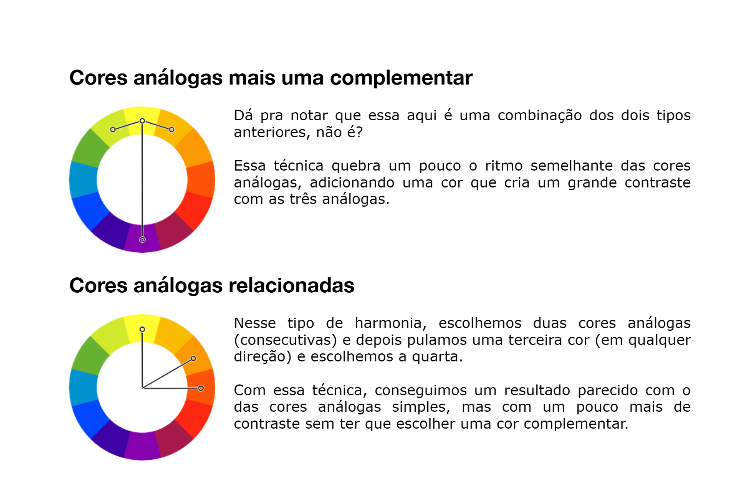 Cores análogas mais uma complementar
Dá pra notar que essa aqui é uma combinação dos dois tipos
anteriores, não é?
Essa técnica quebra um pouco o ritmo semelhante das cores
análogas, adicionando uma cor que cria um grande contraste
com as três análogas.
Cores análogas relacionadas
Nesse tipo de harmonia, escolhemos duas cores análogas
(consecutivas) e depois pulamos uma terceira cor (em qualquer
direção) e escolhemos a quarta.
Com essa técnica, conseguimos um resultado parecido com o
das cores análogas simples, mas com um pouco mais de
contraste sem ter que escolher uma cor complementar.